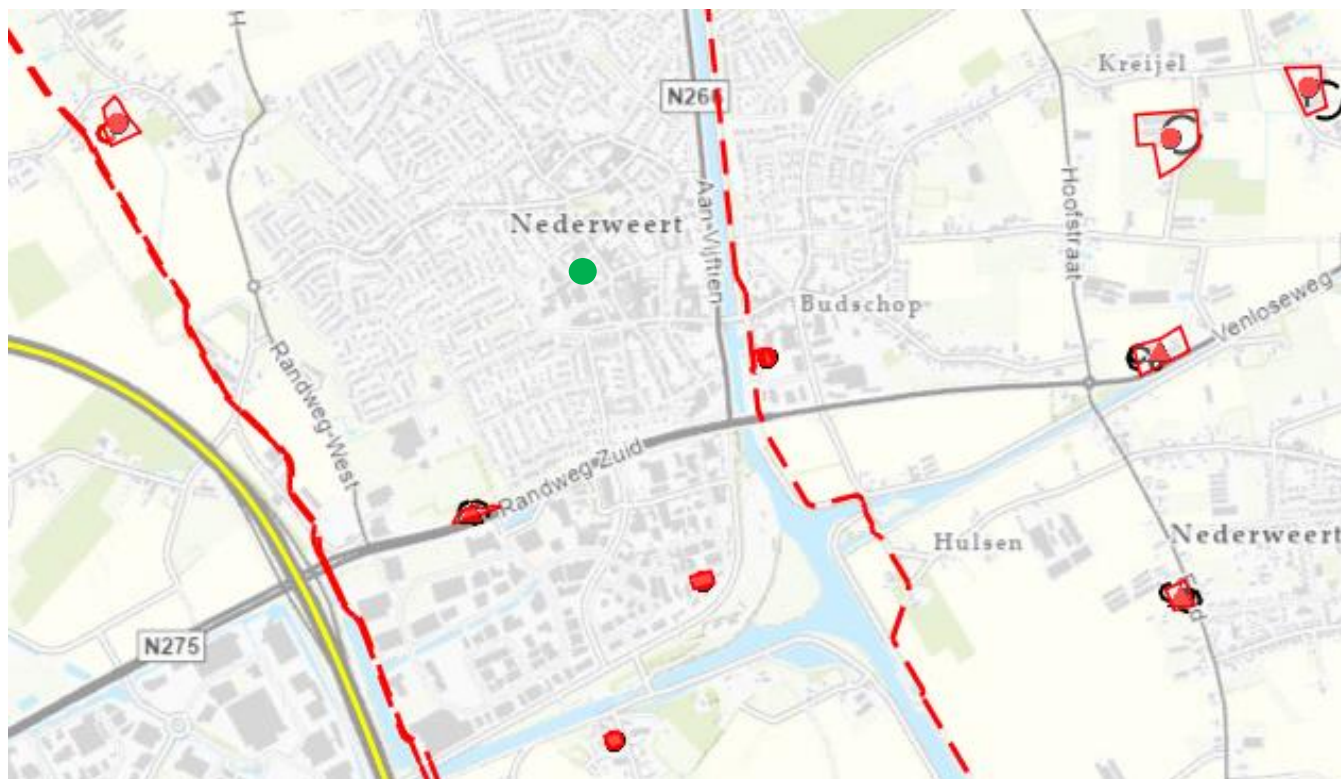 H
Kreijel
N266
Hoofstraat
Nederweert
Aan-Vijftien
Budschop
Venloseweg
Randweg-West
Randweg-Zuid
Hulsen
Nederweert
N275